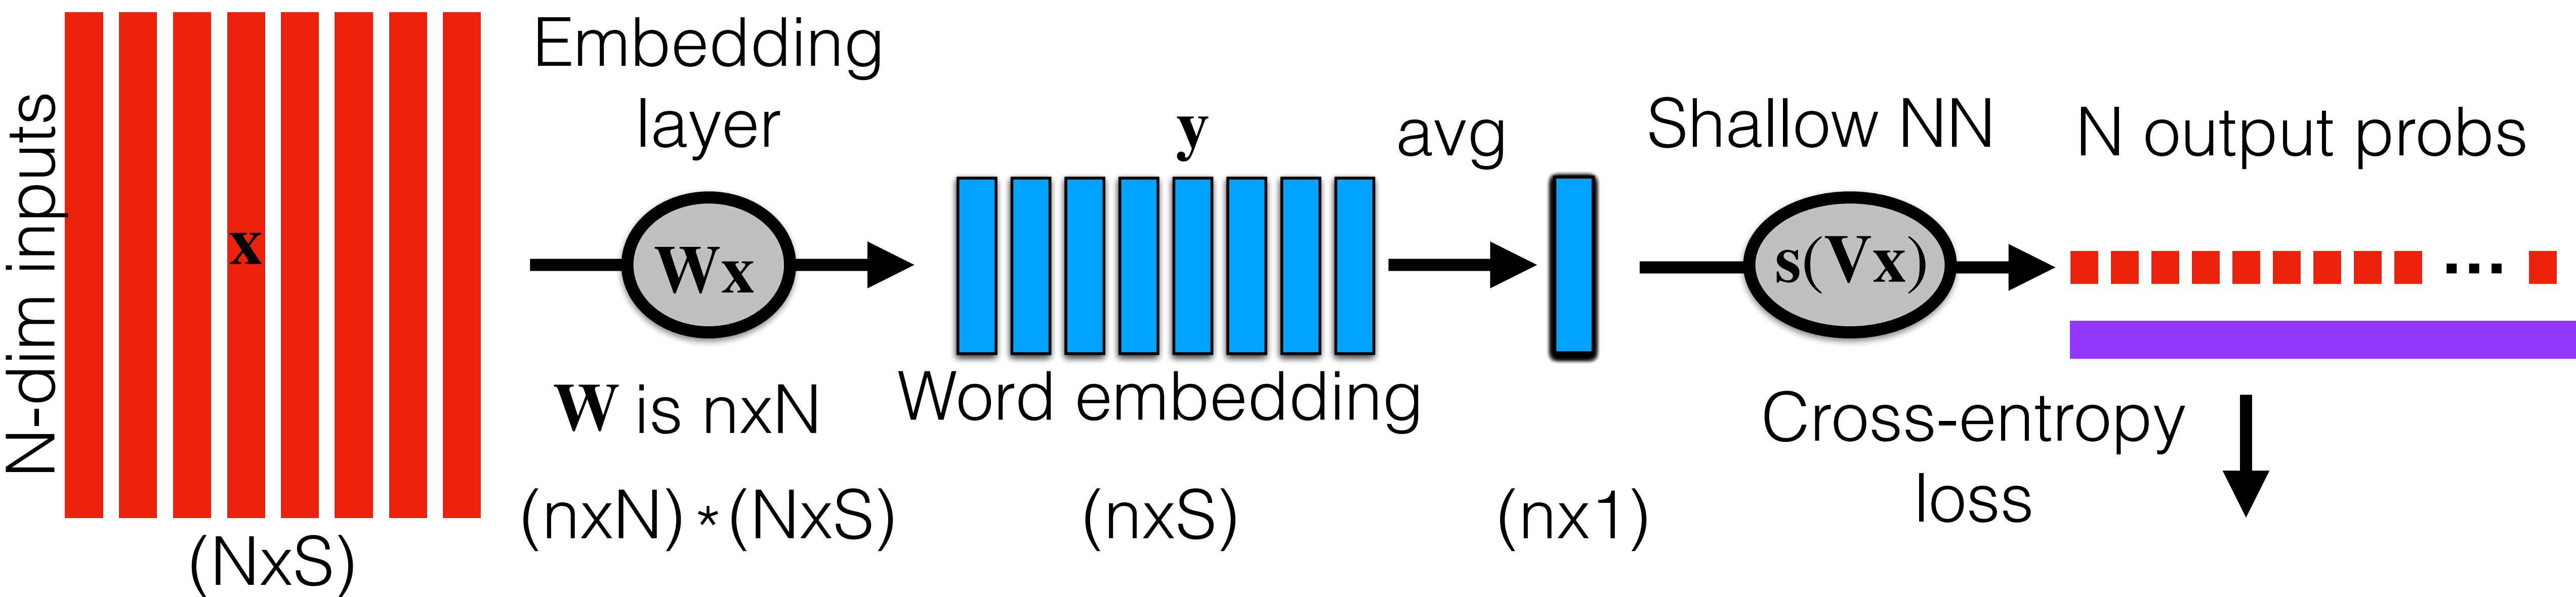 N-dim inputs
x
(NxS)
Embedding
layer
Wx
W is nxN
(nxN)*(NxS)
y
Word embedding
(nxS)
avg
(nx1)
Shallow NN
s(Vx)
N output probs
...
Cross-entropy
loss